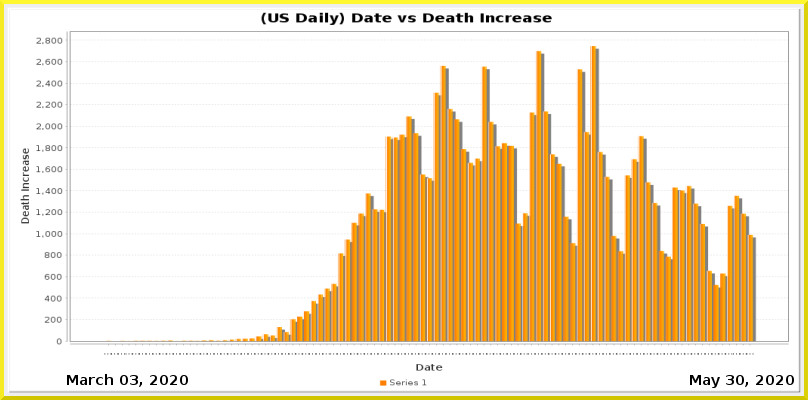 (US Daily) Date vs Death Increase
2,800
2,600
2,400
2,200
2,000
1,800
1,600
1,400
1,200
1,000
800
600
400
200
0
Death Increase
Date
March 03, 2020
Series 1
May 30, 2020